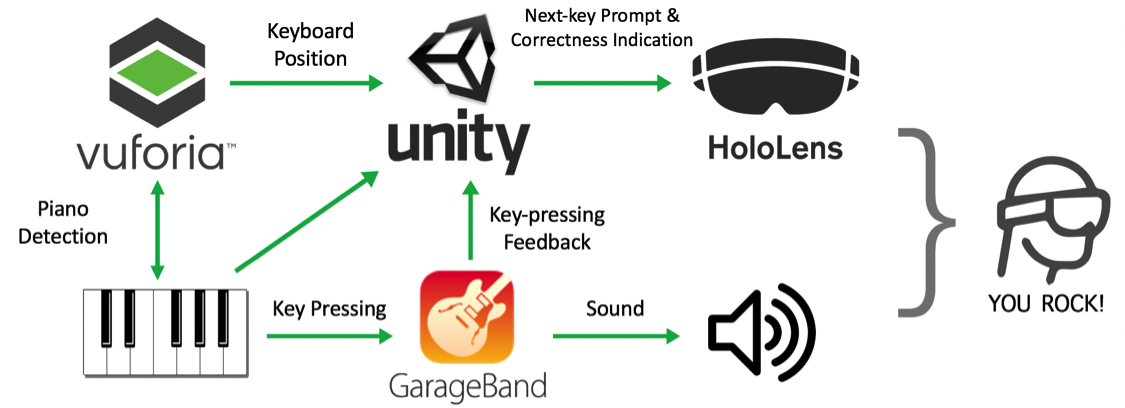 Next-key Prompt &
Correctness Indication
Keyboard
Position
vuforia™
unity
HoloLens
Piano
Detection
Key-pressing
Feedback
Key Pressing
Sound
GarageBand
YOU ROCK!